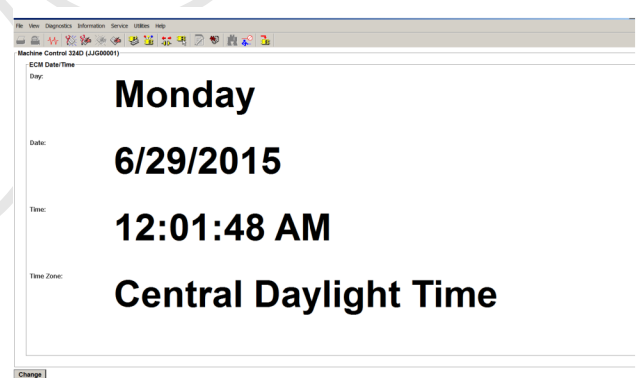 File View Diagnostics Information Service Utilities Help
Machine Control 324D (JJG00001)
ECM Date/Time
Day:
Monday
Date:
6/29/2015
Time:
12:01:48 AM
Time Zone:
Central Daylight Time
Change